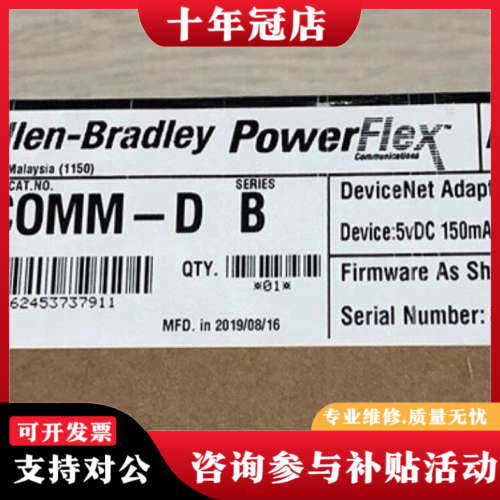 十年冠店
llen-Bradley PowerFlex™
Communications
Malaysia (1150)
CAT.NO.
SERIES
COMM-D B
DeviceNet Adapt
Device:5vDC 150mA
QTY.
*01*
Firmware As Sh
62453737911
MFD. in 2019/08/16
Serial Number:
可开发票
专业维修.质量无忧
支持对公
咨询参与补贴活动